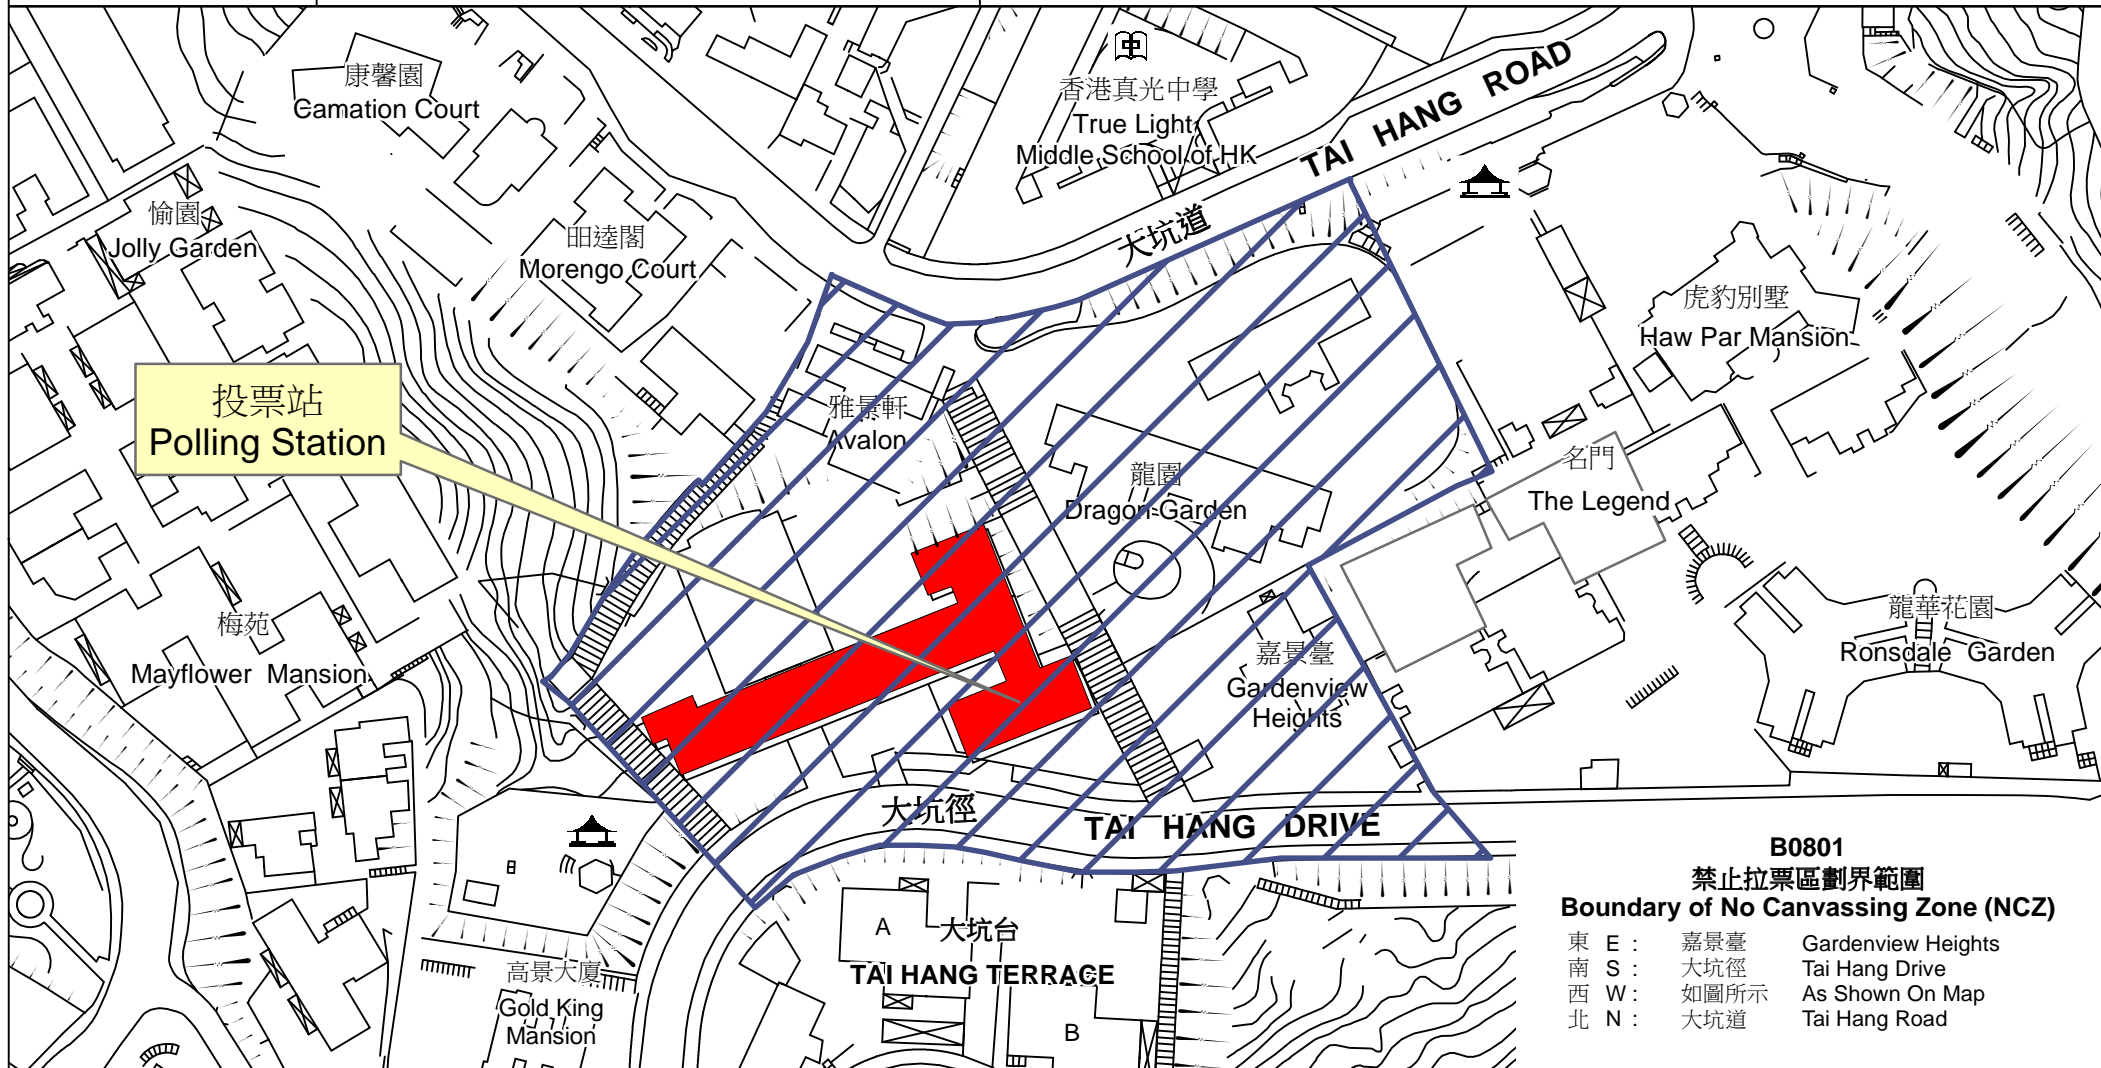 康馨園
Camation Court
香港真光中學
True Light
Middle School of HK
TAI HANG ROAD
大坑道
愉園
Jolly Garden
昭逵閣
Morengo Court
虎豹別墅
Haw Par Mansion
投票站
Polling Station
雅景軒
Avalon
龍園
Dragon Garden
名門
The Legend
梅苑
Mayflower Mansion
嘉景臺
Gardenview
Heights
龍華花園
Ronsdale Garden
大坑徑
TAI HANG DRIVE
A
大坑台
TAI HANG TERRACE
B
高景大廈
Gold King
Mansion
B0801
禁止拉票區劃界範圍
Boundary of No Canvassing Zone (NCZ)
東 E : 嘉景臺 Gardenview Heights
南 S : 大坑徑 Tai Hang Drive
西 W : 如圖所示 As Shown On Map
北 N : 大坑道 Tai Hang Road